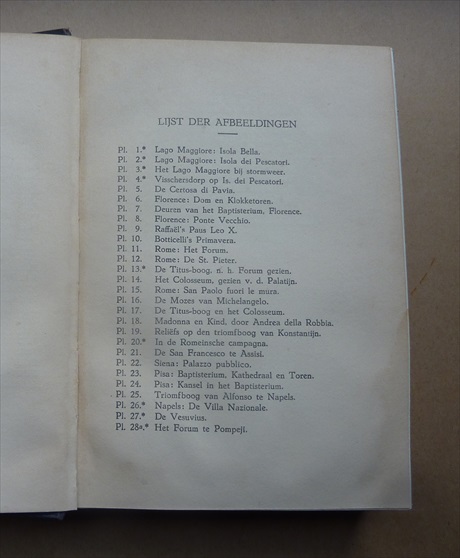 LIJST DER AFBEELDINGEN
Pl. 1.* Lago Maggiore: Isola Bella.
Pl. 2.* Lago Maggiore: Isola dei Pescatori.
Pl. 3.* Het Lago Maggiore bij stormweer.
Pl. 4.* Visschersdorp op Is. dei Pescatori.
Pl. 5. De Certosa di Pavia.
Pl. 6. Florence: Dom en Klokketoren.
Pl. 7. Deuren van het Baptisterium, Florence.
Pl. 8. Florence: Ponte Vecchio.
Pl. 9. Raffaël's Paus Leo X.
Pl. 10. Botticelli's Primavera.
Pl. 11. Rome: Het Forum.
Pl. 12. Rome: De St. Pieter.
Pl. 13.* De Titus-boog. n. h. Forum gezien.
Pl. 14. Het Colosseum, gezien v. d. Palatijn.
Pl. 15. Rome: San Paolo fuori le mura.
Pl. 16. De Mozes van Michelangelo.
Pl. 17. De Titus-boog en het Colosseum.
Pl. 18. Madonna en Kind, door Andrea della Robbia.
Pl. 19. Reliëfs op den triomfboog van Konstantijn.
Pl. 20.* In de Romeinsche campagna.
Pl. 21. De San Francesco te Assisi.
Pl. 22. Siena: Palazzo pubblico.
Pl. 23. Pisa: Baptisterium, Kathedraal en Toren.
Pl. 24. Pisa: Kansel in het Baptisterium.
Pl. 25. Triomfboog van Alfonso te Napels.
Pl. 26.* Napels: De Villa Nazionale.
Pl. 27.* De Vesuvius.
Pl. 28a.* Het Forum te Pompeji.